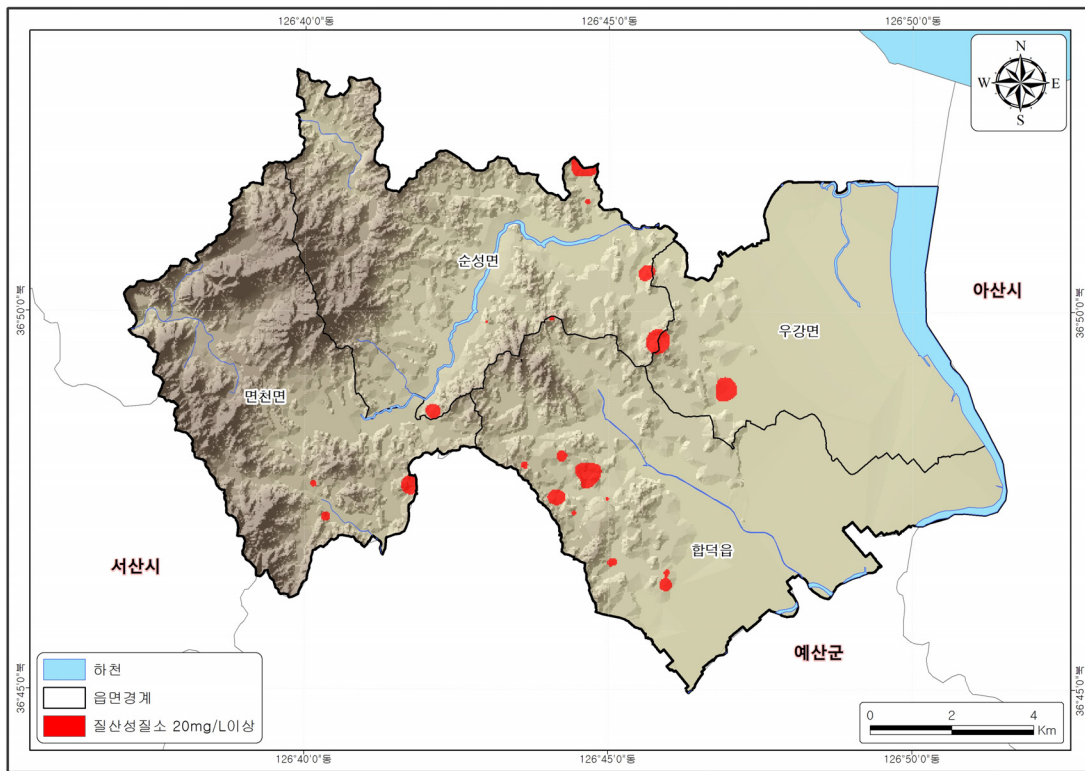 126°40'0"동
126°45'0"동
126°50'0"동
N
W
E
S
순성면
아산시
36°50'0"북
36°50'0"북
우강면
면천면
합덕읍
서산시
예산군
하천
읍면경계
질산성질소 20mg/L이상
36°45'0"북
36°45'0"북
0
2
4
Km
126°40'0"동
126°45'0"동
126°50'0"동